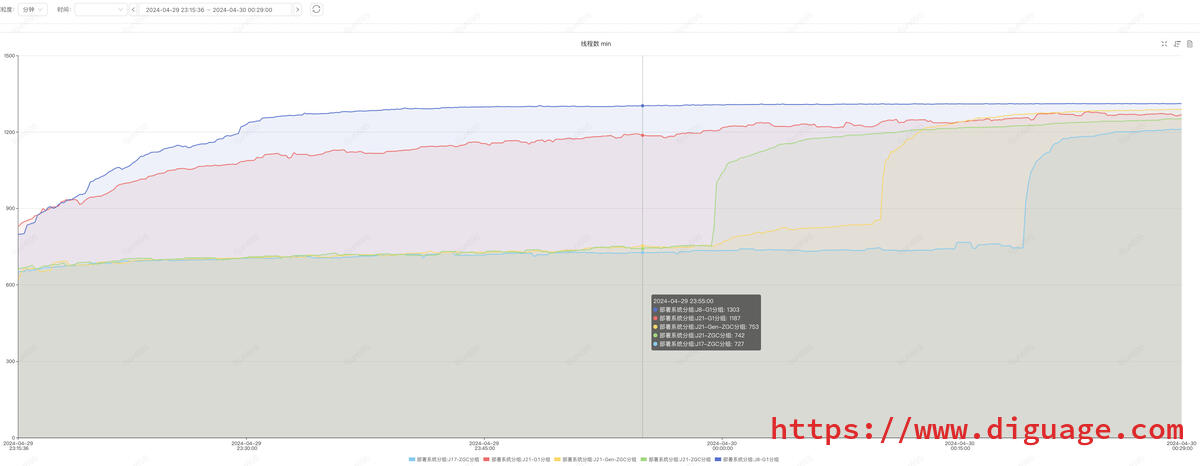 粒度: 分钟 时间: 2024-04-29 23:15:36 ~ 2024-04-30 00:29:00
线程数 min
1500
1200
900
600
300
0
2024-04-29 23:55:00
部署系统分组:J8-G1分组: 1303
部署系统分组:J21-G1分组: 1187
部署系统分组:J21-Gen-ZGC分组: 753
部署系统分组:J21-ZGC分组: 742
部署系统分组:J17-ZGC分组: 727
https://www.diguage.com
2024-04-29 2024-04-29 2024-04-29 2024-04-30 2024-04-30 2024-04-30
23:15:36 23:30:00 23:45:00 00:00:00 00:15:00 00:29:00
部署系统分组:J17-ZGC分组 部署系统分组:J21-G1分组 部署系统分组:J21-Gen-ZGC分组 部署系统分组:J21-ZGC分组 部署系统分组:J8-G1分组